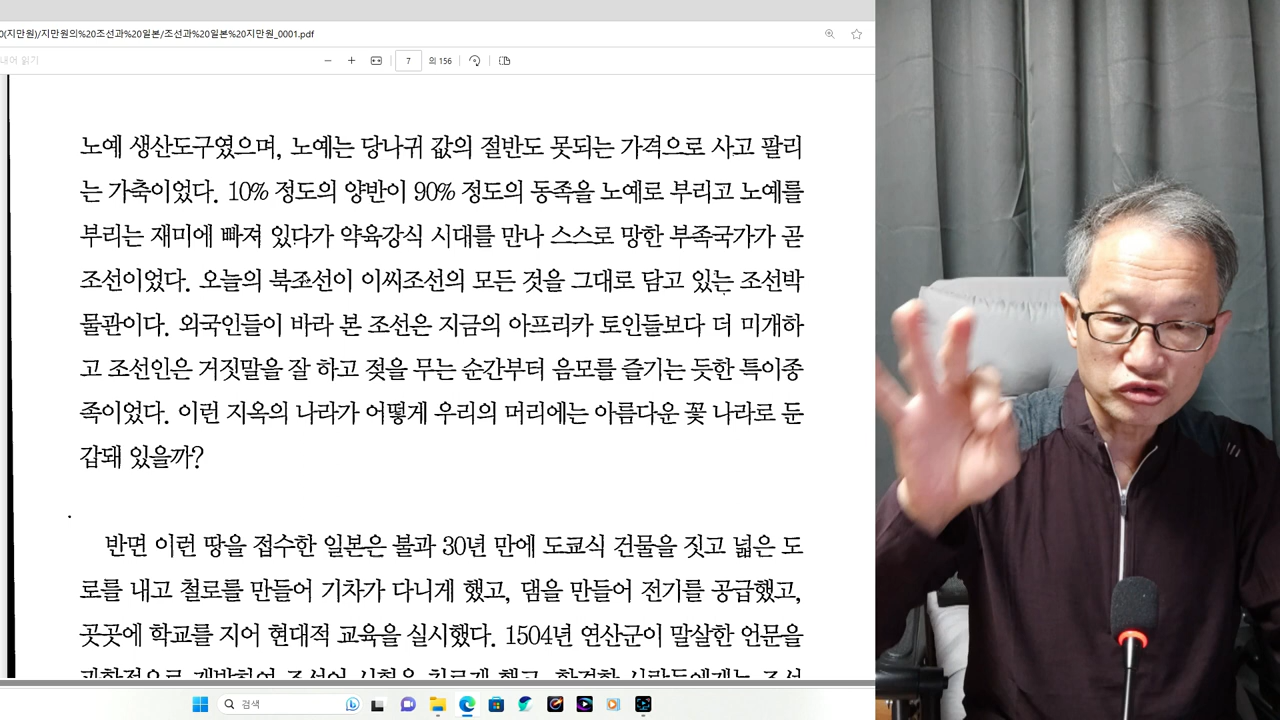 0(지만원)/지만원의%20조선과%20일본/조선과%20일본%20지만원_0001.pdf
내어 읽기
7 의 156
노예 생산도구였으며, 노예는 당나귀 값의 절반도 못되는 가격으로 사고 팔리
는 가축이었다. 10% 정도의 양반이 90% 정도의 동족을 노예로 부리고 노예를
부리는 재미에 빠져 있다가 약육강식 시대를 만나 스스로 망한 부족국가가 곧
조선이었다. 오늘의 북조선이 이씨조선의 모든 것을 그대로 담고 있는 조선박
물관이다. 외국인들이 바라 본 조선은 지금의 아프리카 토인들보다 더 미개하
고 조선인은 거짓말을 잘 하고 젖을 무는 순간부터 음모를 즐기는 듯한 특이종
족이었다. 이런 지옥의 나라가 어떻게 우리의 머리에는 아름다운 꽃 나라로 둔
갑돼 있을까?
반면 이런 땅을 접수한 일본은 불과 30년 만에 도쿄식 건물을 짓고 넓은 도
로를 내고 철로를 만들어 기차가 다니게 했고, 댐을 만들어 전기를 공급했고,
곳곳에 학교를 지어 현대적 교육을 실시했다. 1504년 연산군이 말살한 언문을
검색